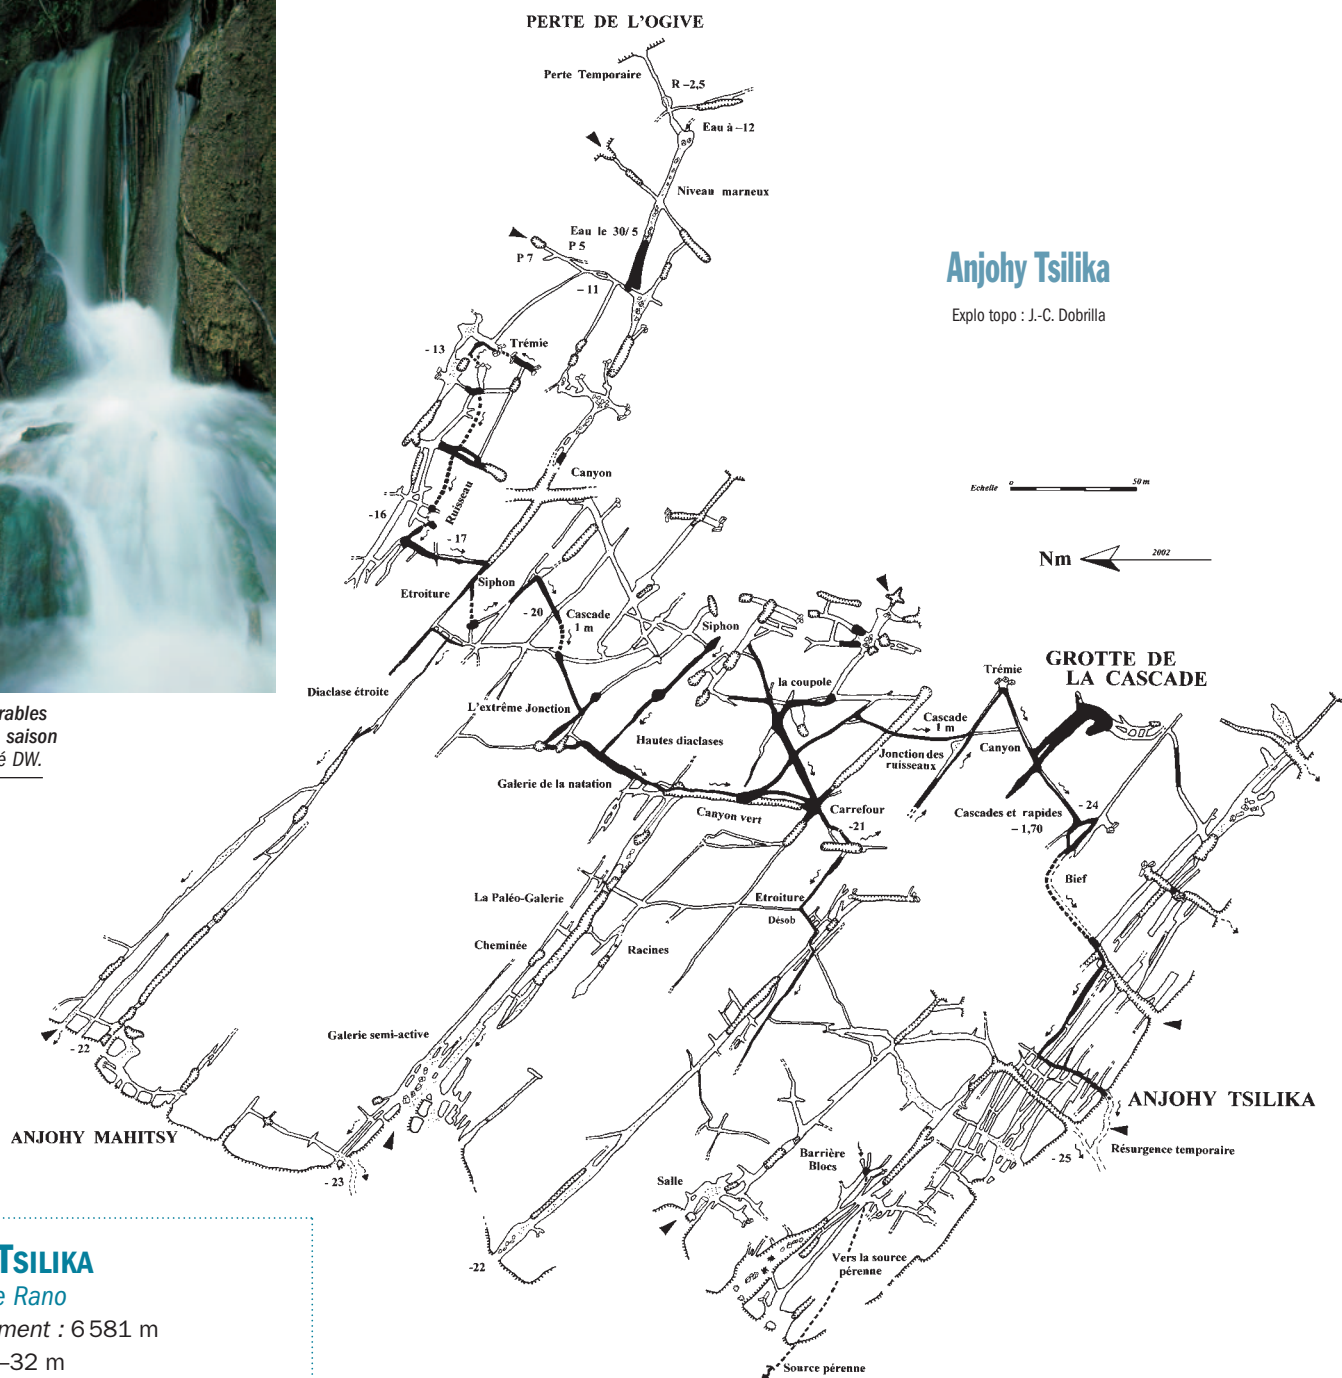 PERTE DE L'OGIVE
Perte Temporaire
R –2,5
Eau à –12
Niveau marneux
Eau le 30/5
P 5
P 7
– 11
Anjohy Tsilika
Explo topo : J.-C. Dobrilla
- 13
Trémie
Canyon
Echelle
o
50 m
Ruisseau
-16
- 17
Nm
2002
Etroiture
Siphon
- 20
Cascade
1 m
Siphon
Trémie
GROTTE DE
LA CASCADE
Diaclase étroite
la coupole
L'extrême Jonction
Cascade
1 m
Hautes diaclases
Jonction des
ruisseaux
Canyon
rables
saison
é DW.
Galerie de la natation
Canyon vert
Carrefour
-21
Cascades et rapides
– 1,70
- 24
Bief
La Paléo-Galerie
Etroiture
Désob
Cheminée
Racines
Galerie semi-active
- 22
ANJOHY MAHITSY
ANJOHY TSILIKA
Résurgence temporaire
- 25
- 23
Salle
Barrière
Blocs
-22
Vers la source
pérenne
Source pérenne
TSILIKA
e Rano
ment : 6 581 m
–32 m